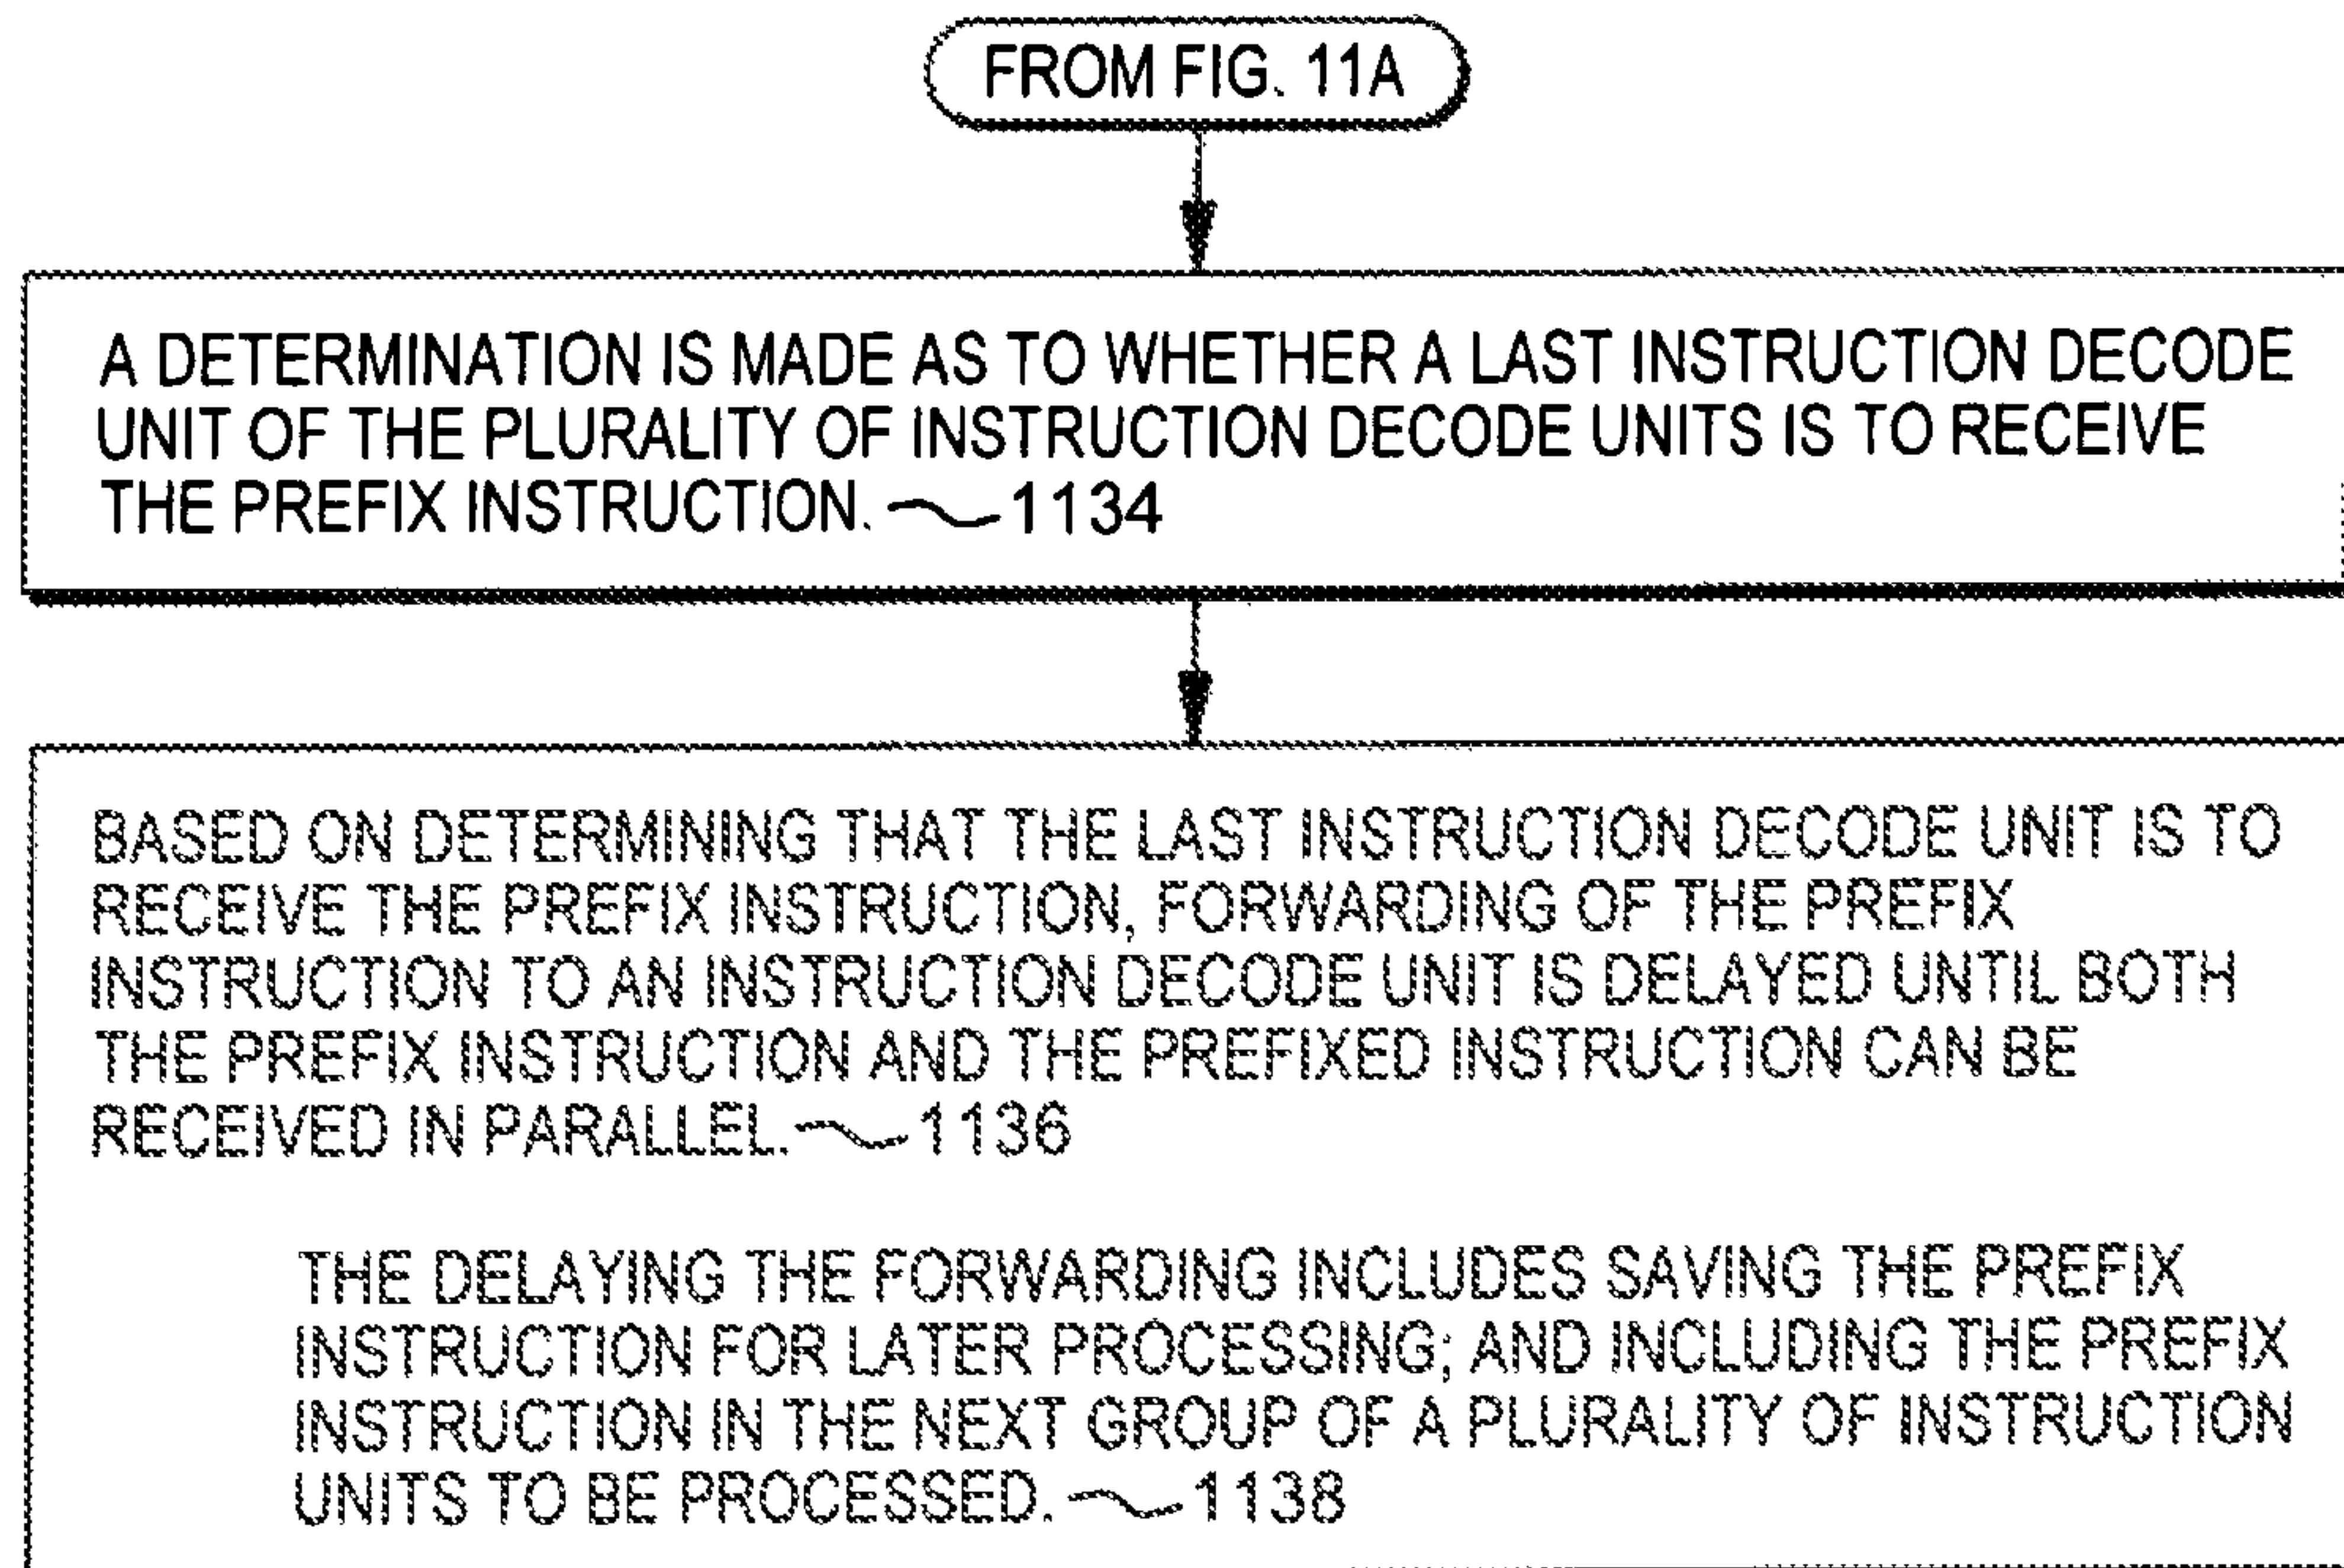 FROM FIG. 11A
A DETERMINATION IS MADE AS TO WHETHER A LAST INSTRUCTION DECODE
UNIT OF THE PLURALITY OF INSTRUCTION DECODE UNITS IS TO RECEIVE
THE PREFIX INSTRUCTION. 1134
BASED ON DETERMINING THAT THE LAST INSTRUCTION DECODE UNIT IS TO
RECEIVE THE PREFIX INSTRUCTION, FORWARDING OF THE PREFIX
INSTRUCTION TO AN INSTRUCTION DECODE UNIT IS DELAYED UNTIL BOTH
THE PREFIX INSTRUCTION AND THE PREFIXED INSTRUCTION CAN BE
RECEIVED IN PARALLEL. 1136
THE DELAYING THE FORWARDING INCLUDES SAVING THE PREFIX
INSTRUCTION FOR LATER PROCESSING; AND INCLUDING THE PREFIX
INSTRUCTION IN THE NEXT GROUP OF A PLURALITY OF INSTRUCTION
UNITS TO BE PROCESSED. 1138